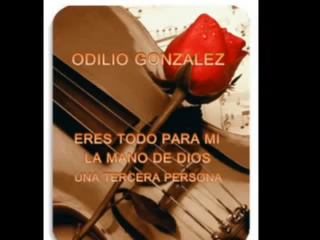 ODILIO GONZALEZ
ERES TODO PARA MI
LA MANO DE DIOS
UNA TERCERA PERSONA